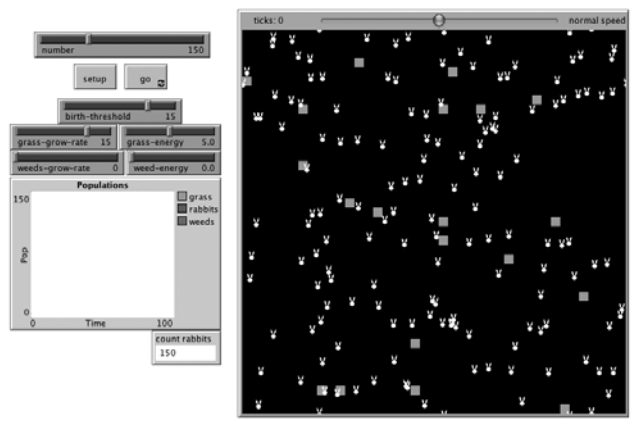 ticks: 0 normal speed
number 150
setup go
birth-threshold 15
grass-grow-rate 15 grass-energy 5.0
weeds-grow-rate 0 weed-energy 0.0
Populations
150
Pop
0
0 Time 100
grass
rabbits
weeds
count rabbits
150